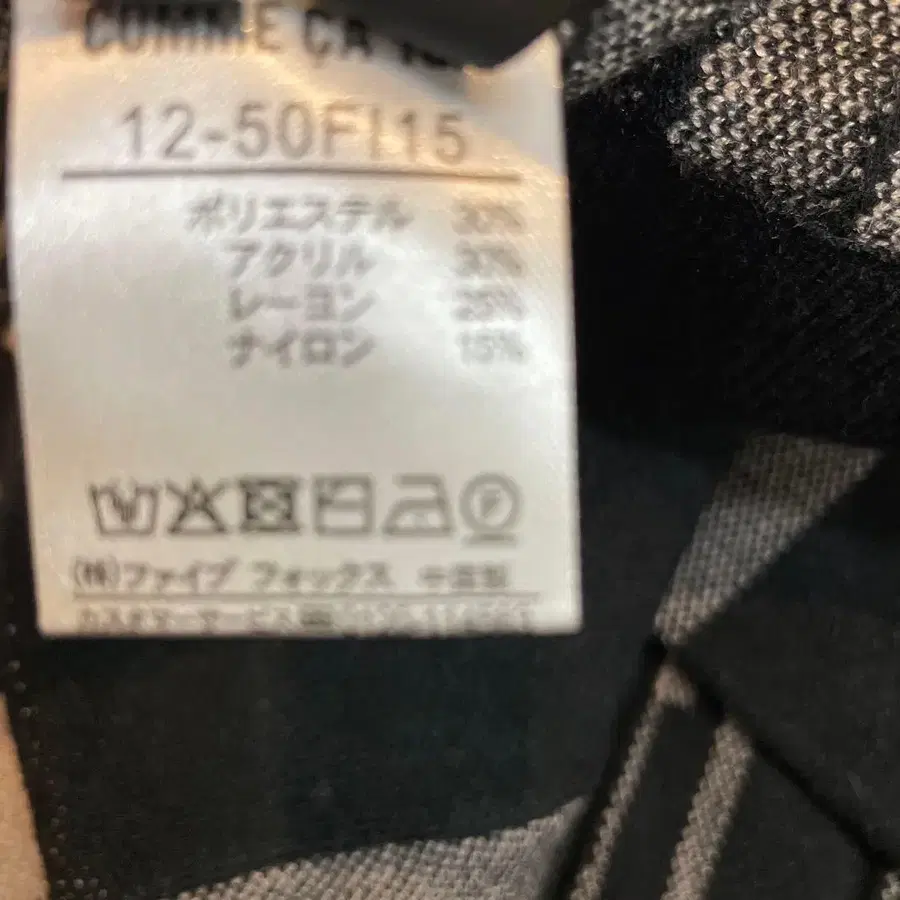 COMME CA
12-50FI15
ポリエステル 30%
アクリル 30%
レーヨン 25%
ナイロン 15%
(株)ファイブ フォックス 中国製